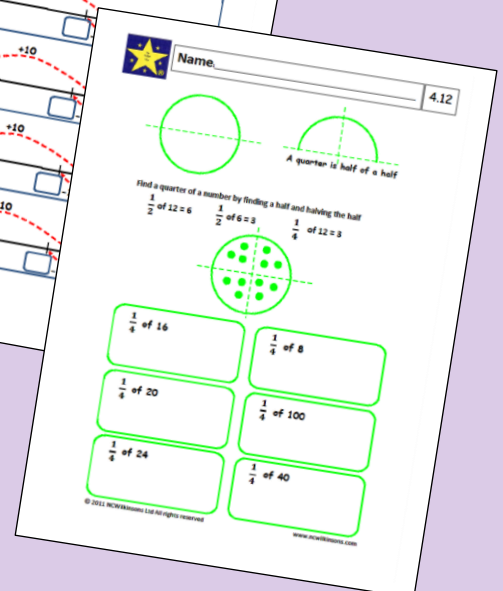 +10
+10
10
Name
4.12
A quarter is half of a half
Find a quarter of a number by finding a half and halving the half
1/2 of 12 = 6
1/2 of 6 = 3
1/4 of 12 = 3
1/4 of 16
1/4 of 8
1/4 of 20
1/4 of 100
1/4 of 24
1/4 of 40
© 2011 NCWilkinsons Ltd All rights reserved
www.ncwilkinsons.com